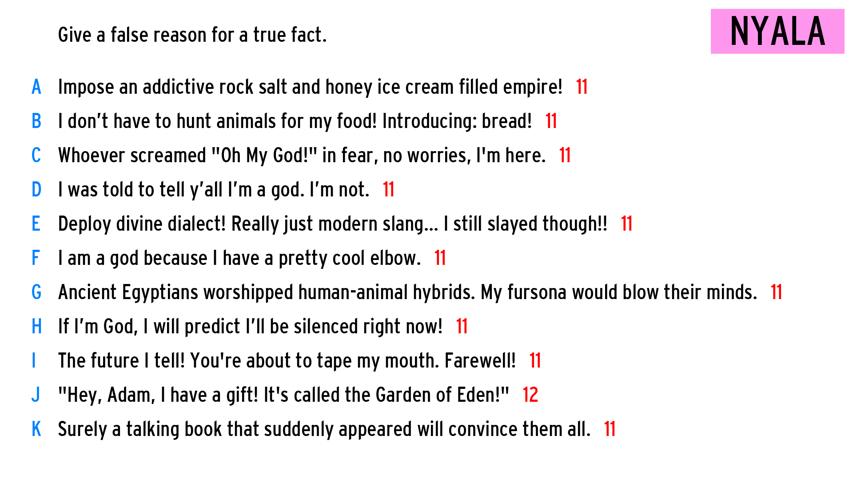 Give a false reason for a true fact.
NYALA
A Impose an addictive rock salt and honey ice cream filled empire! 11
B I don’t have to hunt animals for my food! Introducing: bread! 11
C Whoever screamed "Oh My God!" in fear, no worries, I'm here. 11
D I was told to tell y’all I’m a god. I’m not. 11
E Deploy divine dialect! Really just modern slang... I still slayed though!! 11
F I am a god because I have a pretty cool elbow. 11
G Ancient Egyptians worshipped human-animal hybrids. My fursona would blow their minds. 11
H If I’m God, I will predict I’ll be silenced right now! 11
I The future I tell! You're about to tape my mouth. Farewell! 11
J "Hey, Adam, I have a gift! It's called the Garden of Eden!" 12
K Surely a talking book that suddenly appeared will convince them all. 11